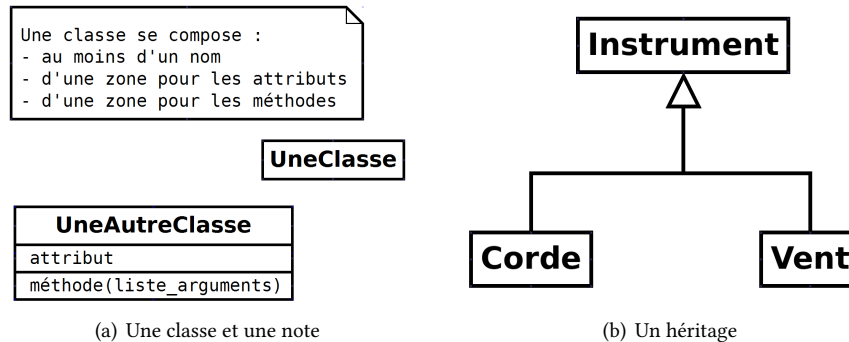 Une classe se compose :
- au moins d'un nom
- d'une zone pour les attributs
- d'une zone pour les méthodes
UneClasse
UneAutreClasse
attribut
méthode(liste_arguments)
(a) Une classe et une note
Instrument
Corde
Vent
(b) Un héritage